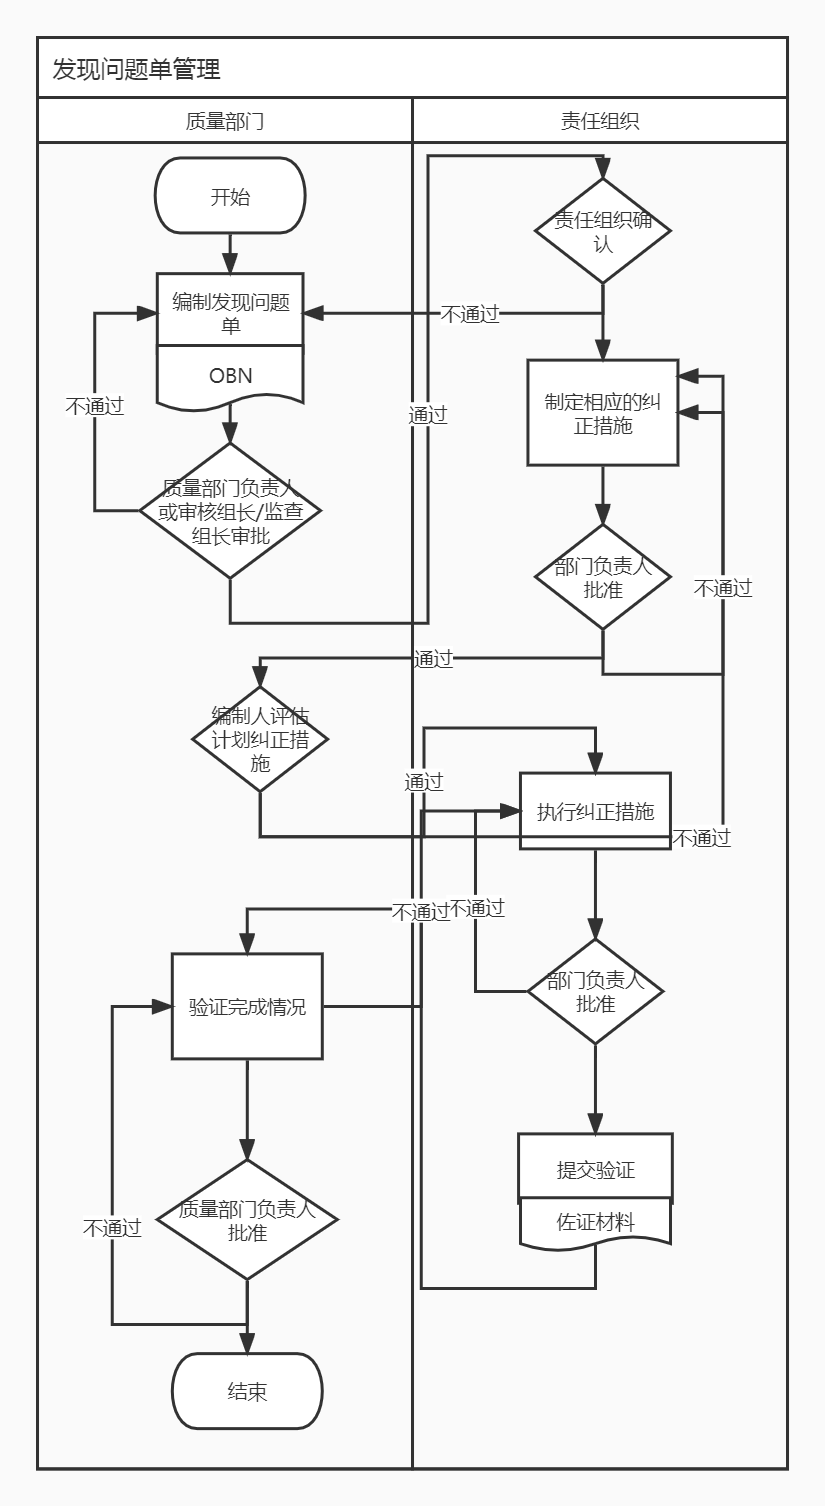 发现问题单管理
质量部门
责任组织
开始
责任组织确
认
编制发现问题
单
不通过
OBN
制定相应的纠
正措施
不通过
通过
质量部门负责人
或审核组长/监查
组长审批
部门负责人
批准
不通过
通过
编制人评估
计划纠正措
施
通过
执行纠正措施
不通过
不通过
不通过
部门负责人
批准
验证完成情况
提交验证
佐证材料
质量部门负责人
批准
不通过
结束